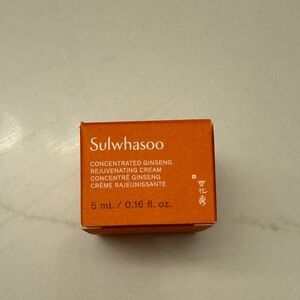 Sulwhasoo
CONCENTRATED GINSENG
REJUVENATING CREAM
CONCENTRÉ GINSENG
CRÈME RAJEUNISSANTE
5 mL / 0.16 fl. oz.